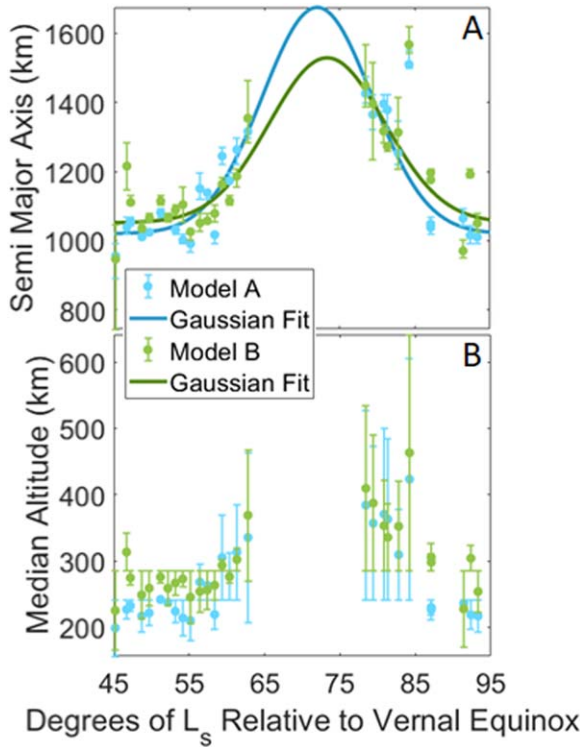 A
1600
1400
1200
1000
800
Semi Major Axis (km)
Model A
Gaussian Fit
Model B
Gaussian Fit
B
600
500
400
300
200
Median Altitude (km)
45 55 65 75 85 95
Degrees of Ls Relative to Vernal Equinox